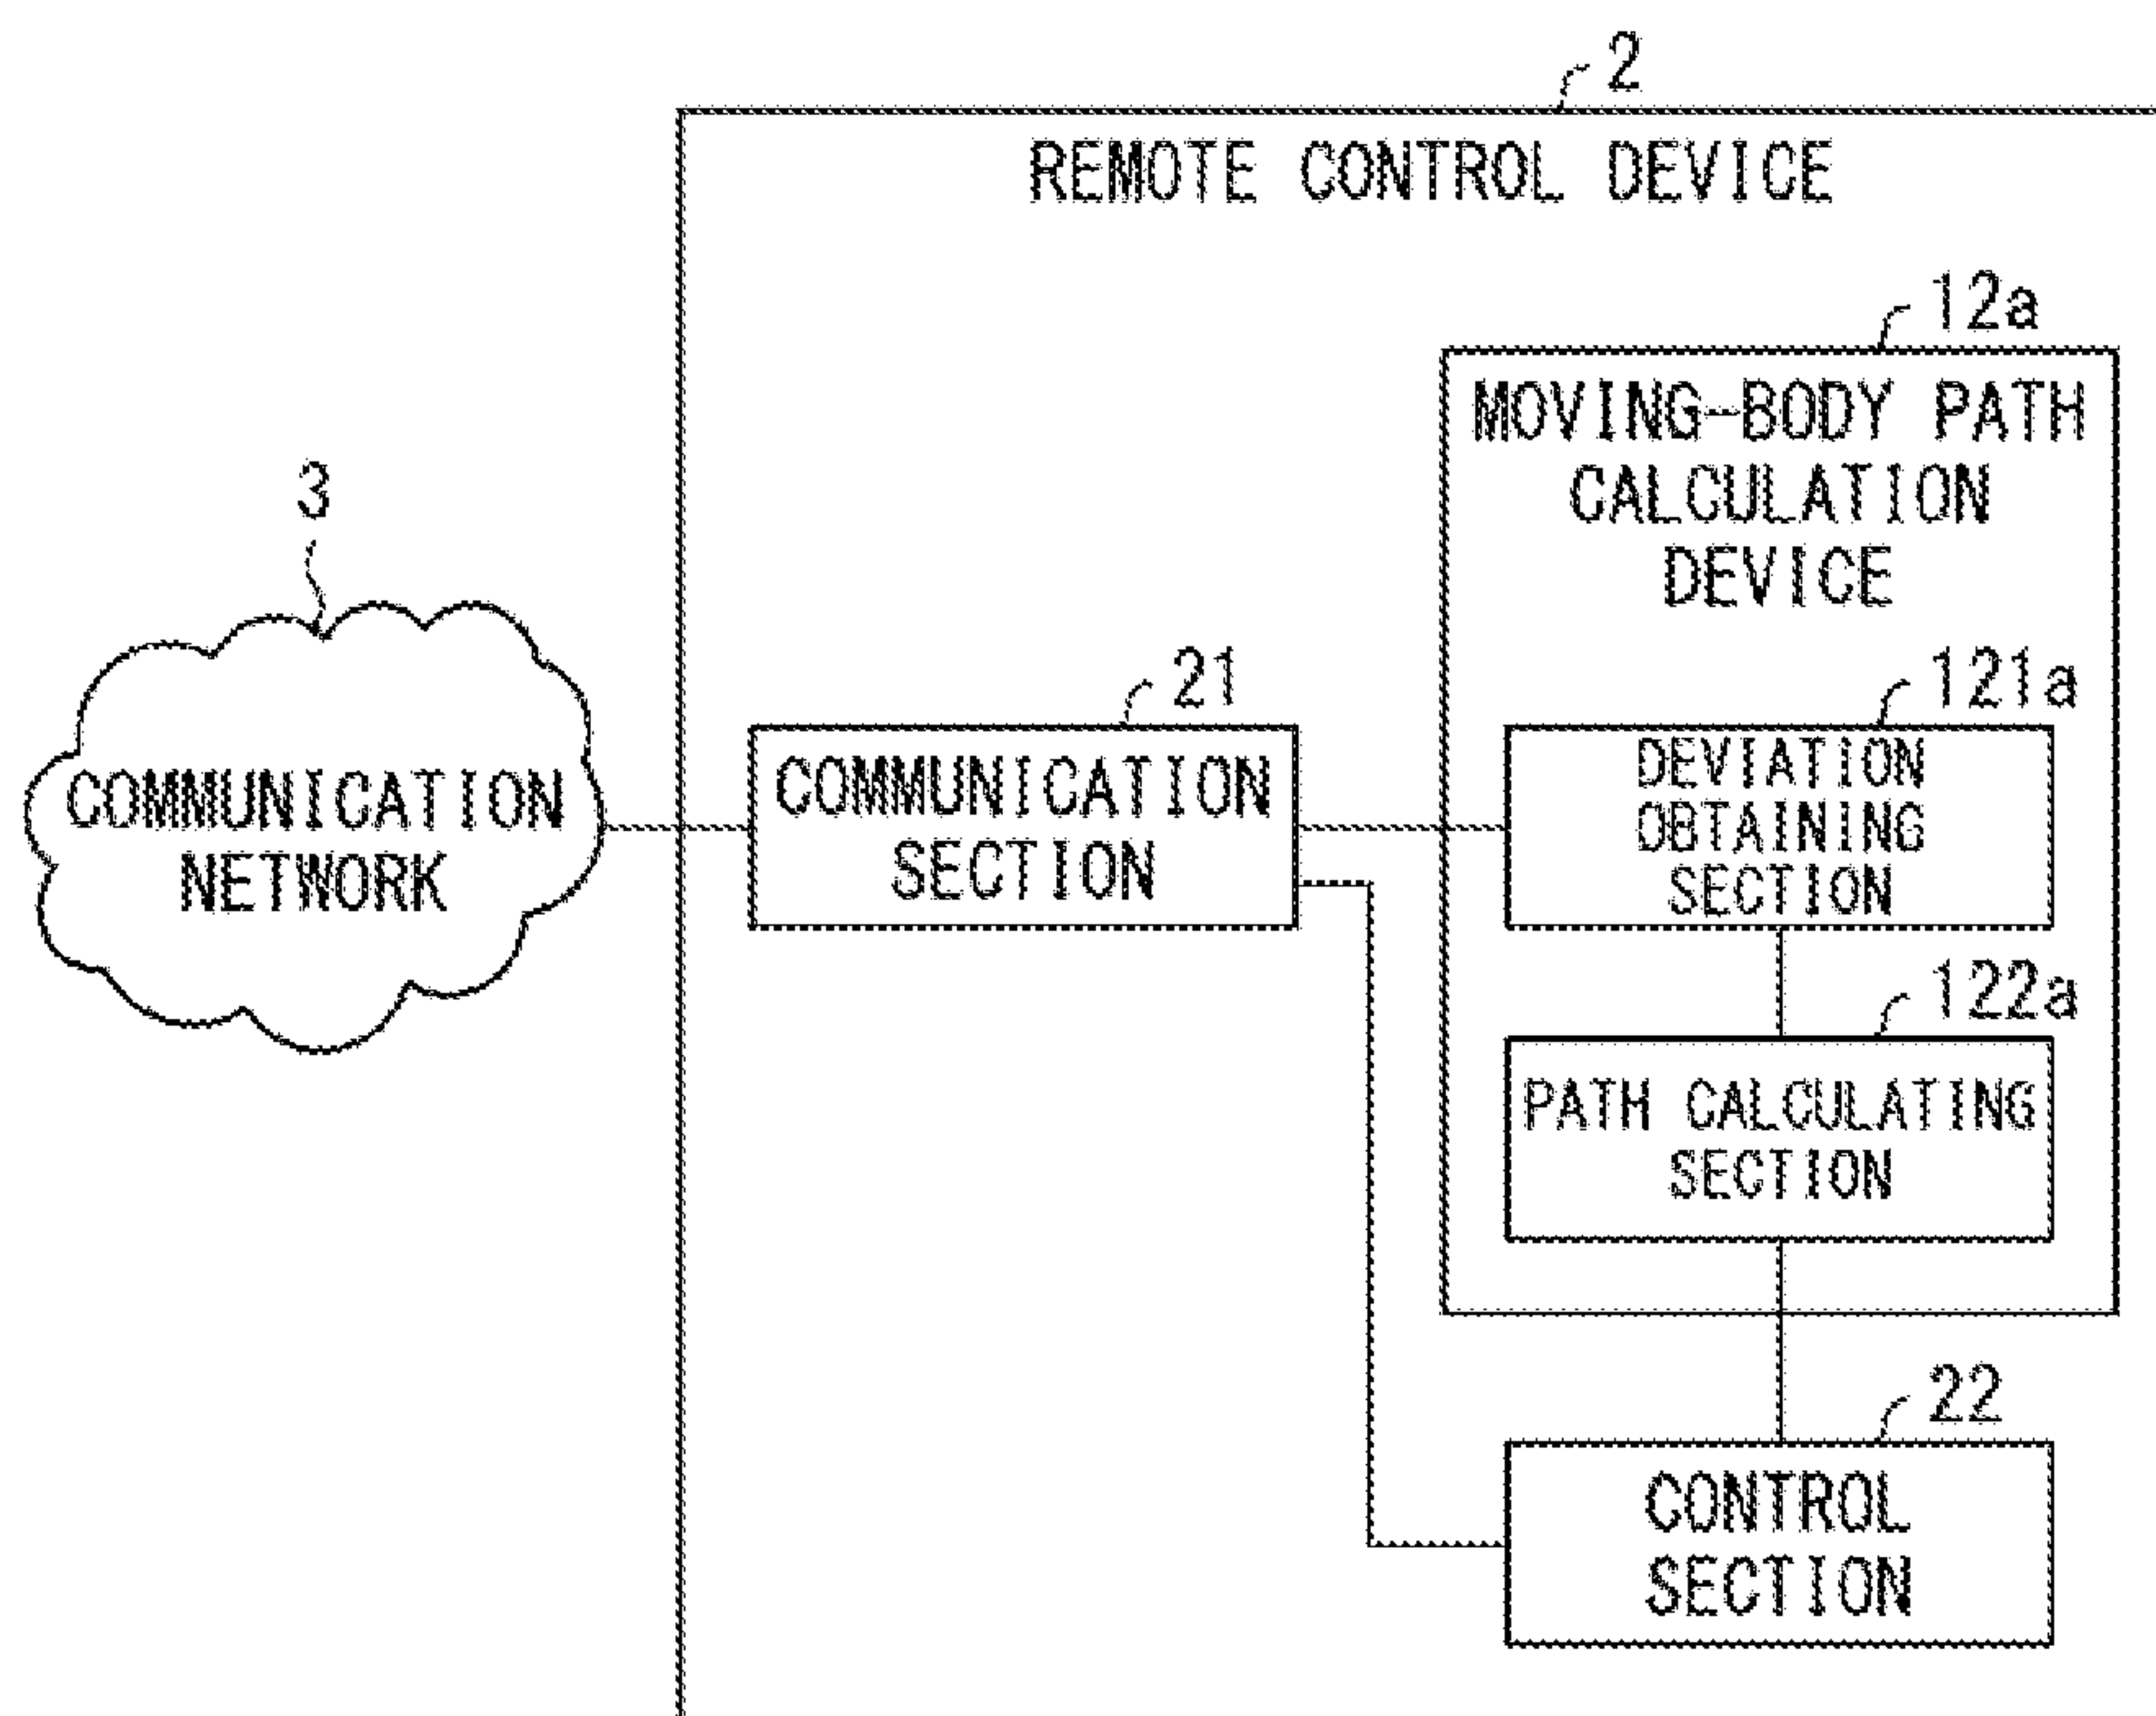 2
REMOTE CONTROL DEVICE
12a
MOVING-BODY PATH
CALCULATION
DEVICE
3
COMMUNICATION
NETWORK
21
COMMUNICATION
SECTION
121a
DEVIATION
OBTAINING
SECTION
122a
PATH CALCULATING
SECTION
22
CONTROL
SECTION